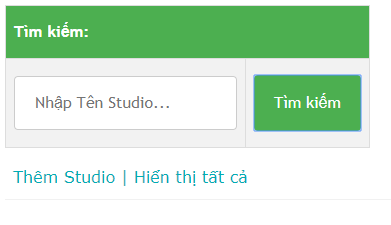 Tìm kiếm:
Nhập Tên Studio... Tìm kiếm
Thêm Studio | Hiển thị tất cả